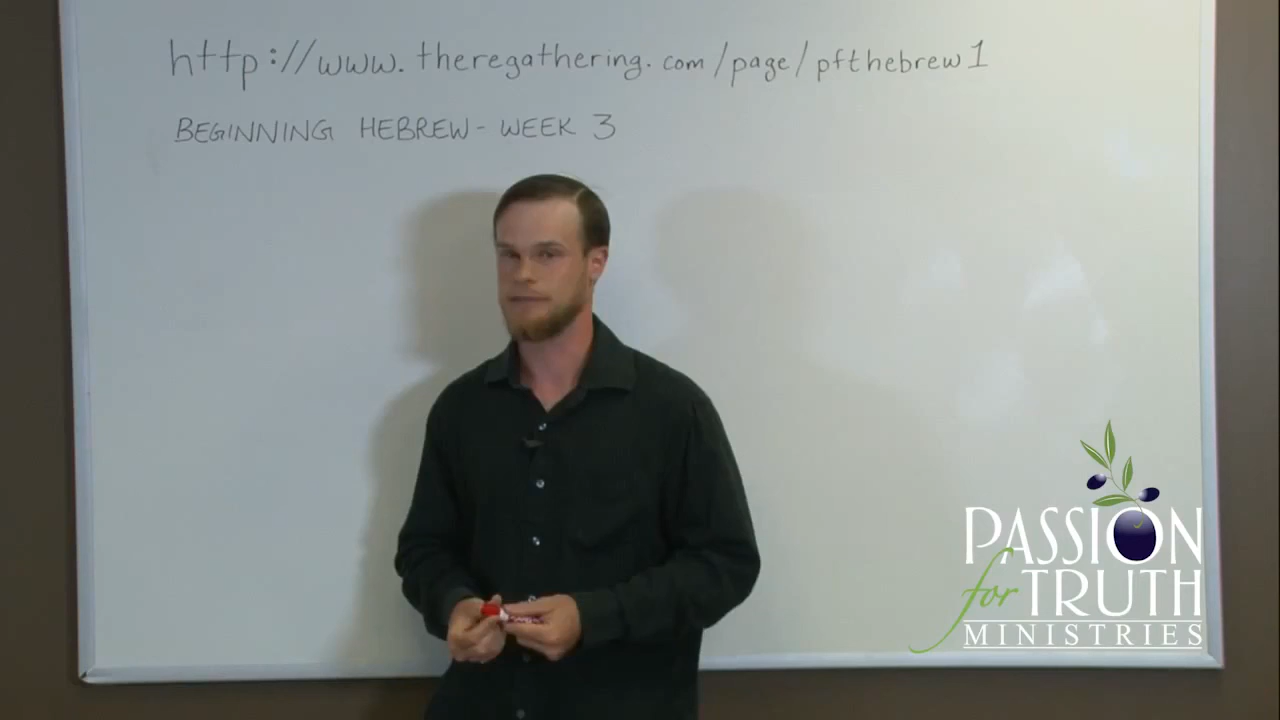 http://www.theregathering.com/page/pfthebrew1
BEGINNING HEBREW - WEEK 3
PASSION
for TRUTH
MINISTRIES